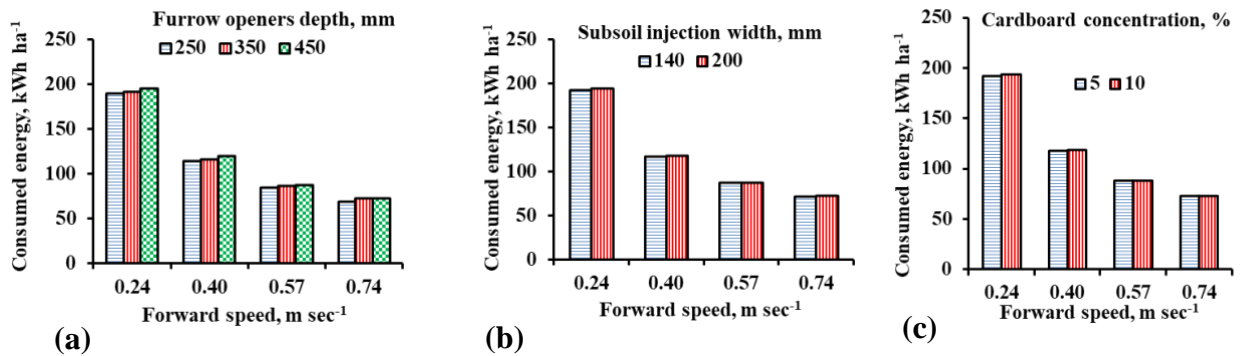 Furrow openers depth, mm
250 350 450
Consumed energy, kWh ha-1
250
200
150
100
50
0
0.24 0.40 0.57 0.74
Forward speed, m sec-1
(a)
Subsoil injection width, mm
140 200
Consumed energy, kWh ha-1
250
200
150
100
50
0
0.24 0.40 0.57 0.74
Forward speed, m sec-1
(b)
Cardboard concentration, %
5 10
Consumed energy, kWh ha-1
250
200
150
100
50
0
0.24 0.40 0.57 0.74
Forward speed, m sec-1
(c)